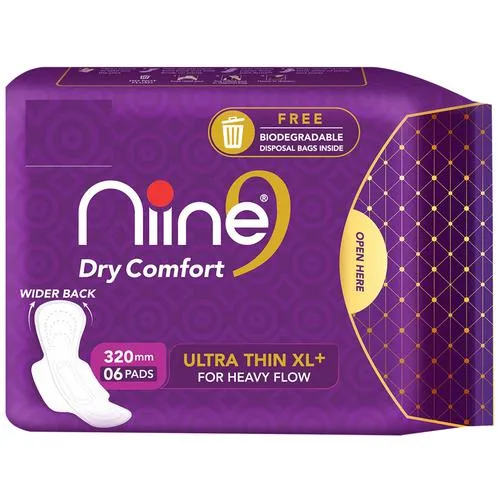 FREE
BIODEGRADABLE
DISPOSAL BAGS INSIDE
Niine® 9
Dry Comfort
WIDER BACK
OPEN HERE
320mm
06 PADS
ULTRA THIN XL+
FOR HEAVY FLOW